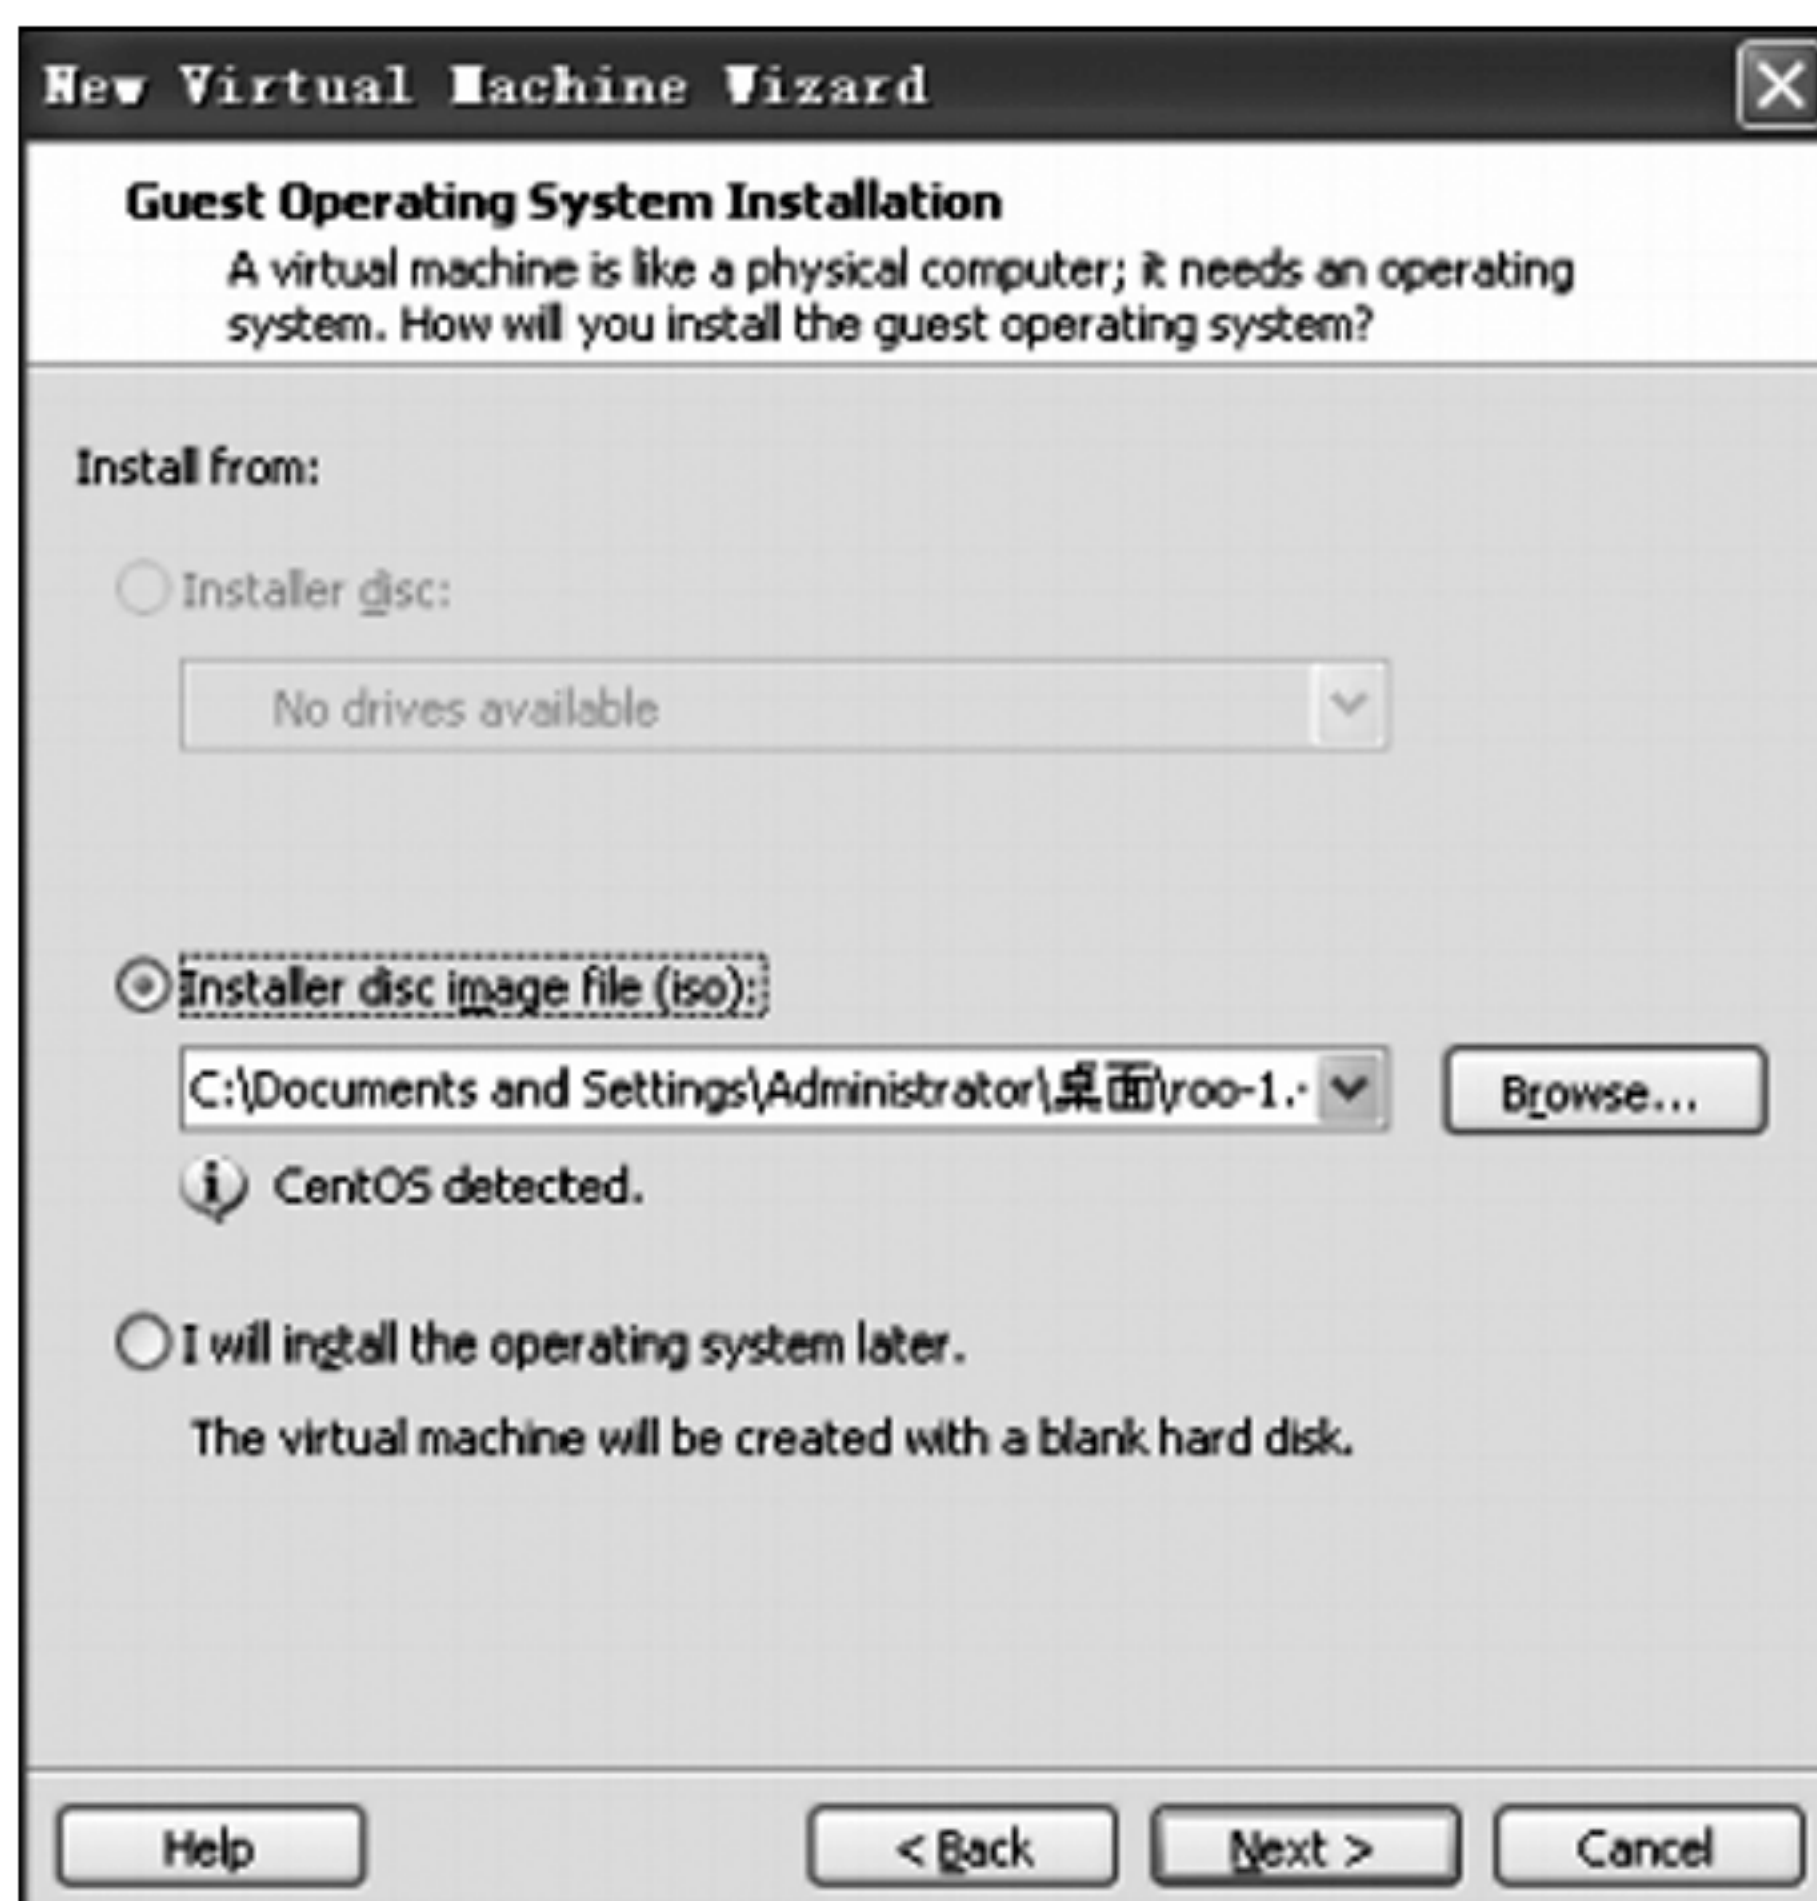 New Virtual Machine Wizard
Guest Operating System Installation
A virtual machine is like a physical computer; it needs an operating
system. How will you install the guest operating system?
Install from:
Installer disc:
No drives available
Installer disc image file (iso):
C:\Documents and Settings\Administrator\桌面\roo-1.
Browse...
CentOS detected.
I will install the operating system later.
The virtual machine will be created with a blank hard disk.
Help
< Back
Next >
Cancel